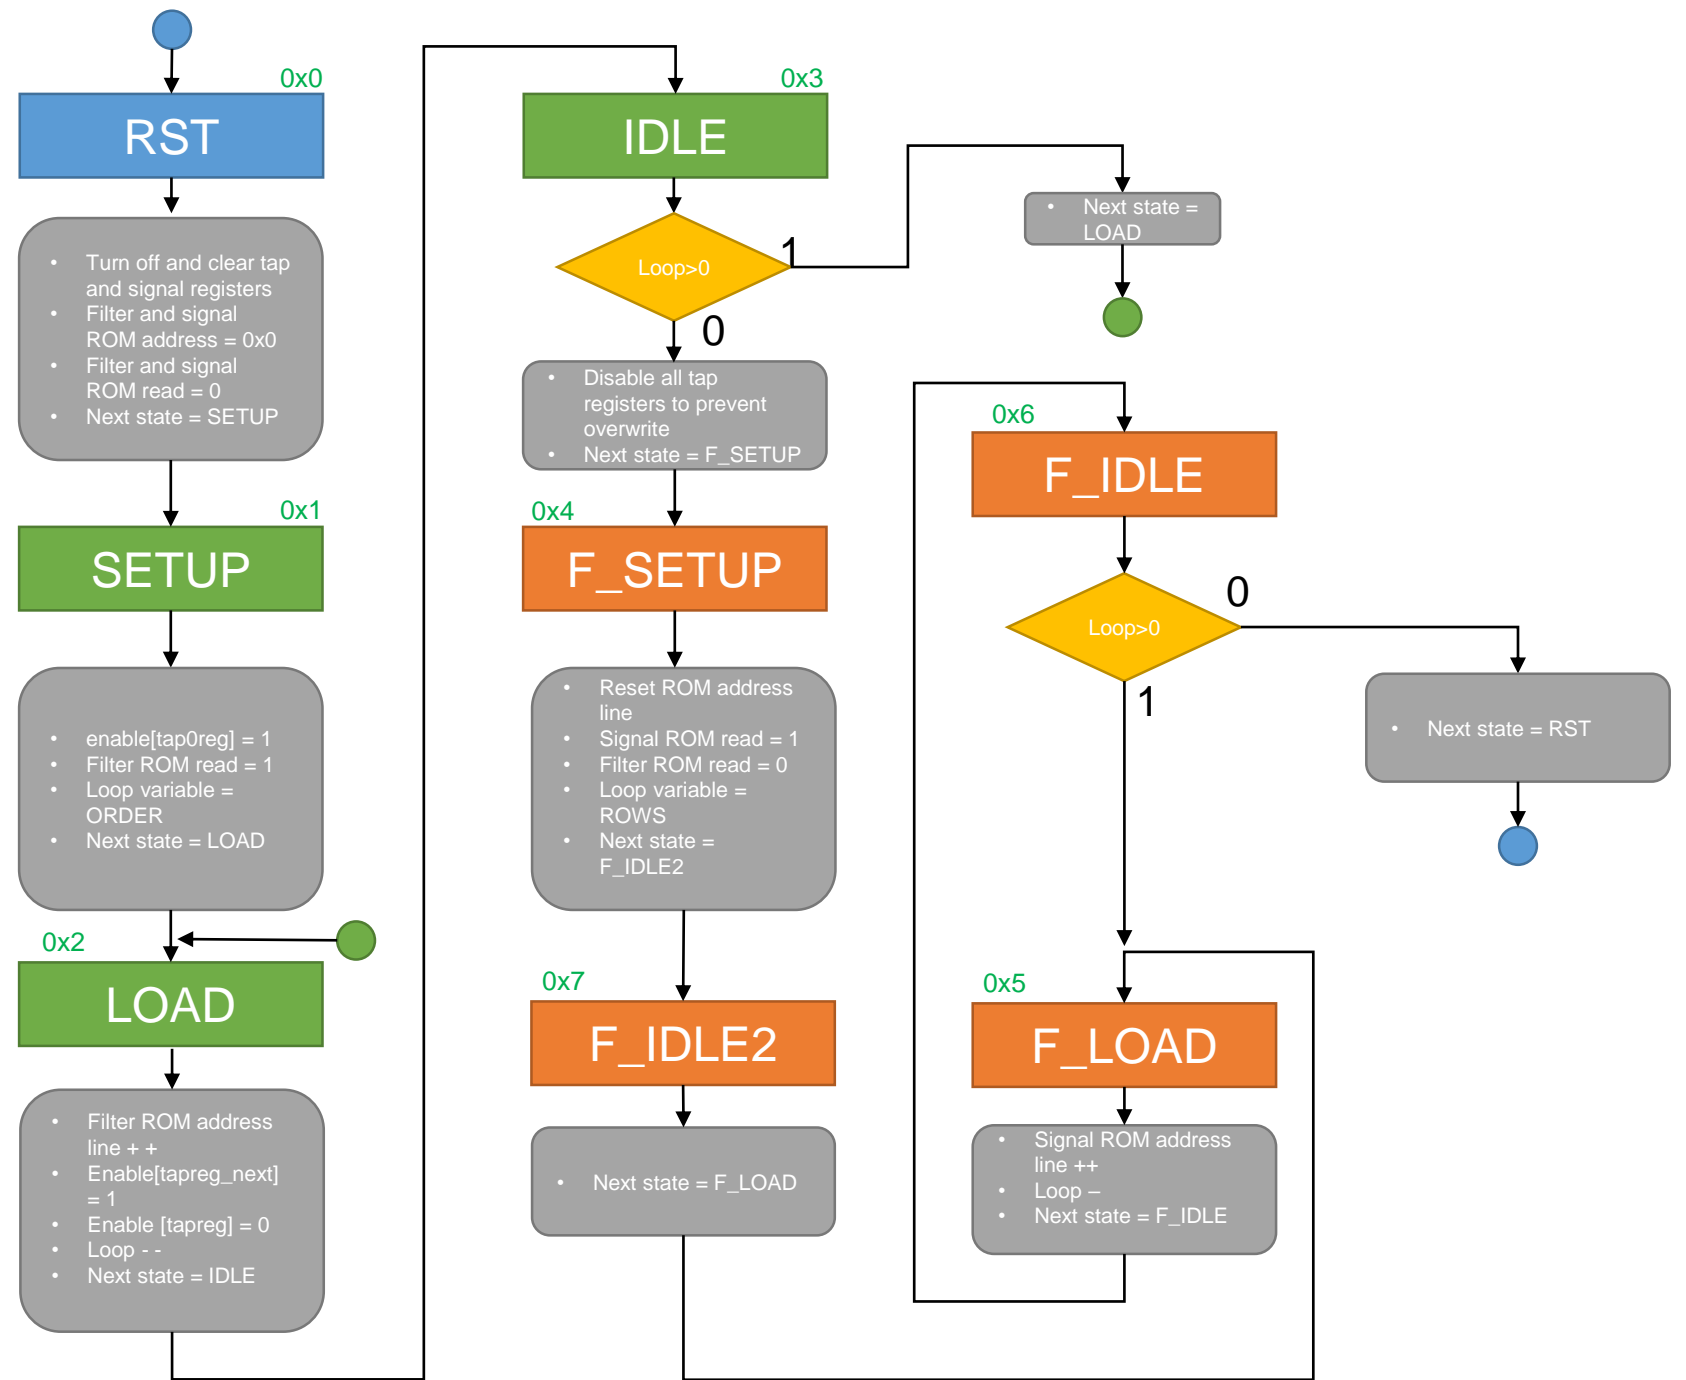 0x0
RST
• Turn off and clear tap
and signal registers
• Filter and signal
ROM address = 0x0
• Filter and signal
ROM read = 0
• Next state = SETUP
0x1
SETUP
• enable[tap0reg] = 1
• Filter ROM read = 1
• Loop variable =
ORDER
• Next state = LOAD
0x2
LOAD
• Filter ROM address
line + +
• Enable[tapreg_next]
= 1
• Enable [tapreg] = 0
• Loop - -
• Next state = IDLE
0x3
IDLE
Loop>0
1
0
• Next state =
LOAD
• Disable all tap
registers to prevent
overwrite
• Next state = F_SETUP
0x4
F_SETUP
• Reset ROM address
line
• Signal ROM read = 1
• Filter ROM read = 0
• Loop variable =
ROWS
• Next state =
F_IDLE2
0x7
F_IDLE2
• Next state = F_LOAD
0x6
F_IDLE
Loop>0
0
1
• Next state = RST
0x5
F_LOAD
• Signal ROM address
line ++
• Loop –
• Next state = F_IDLE